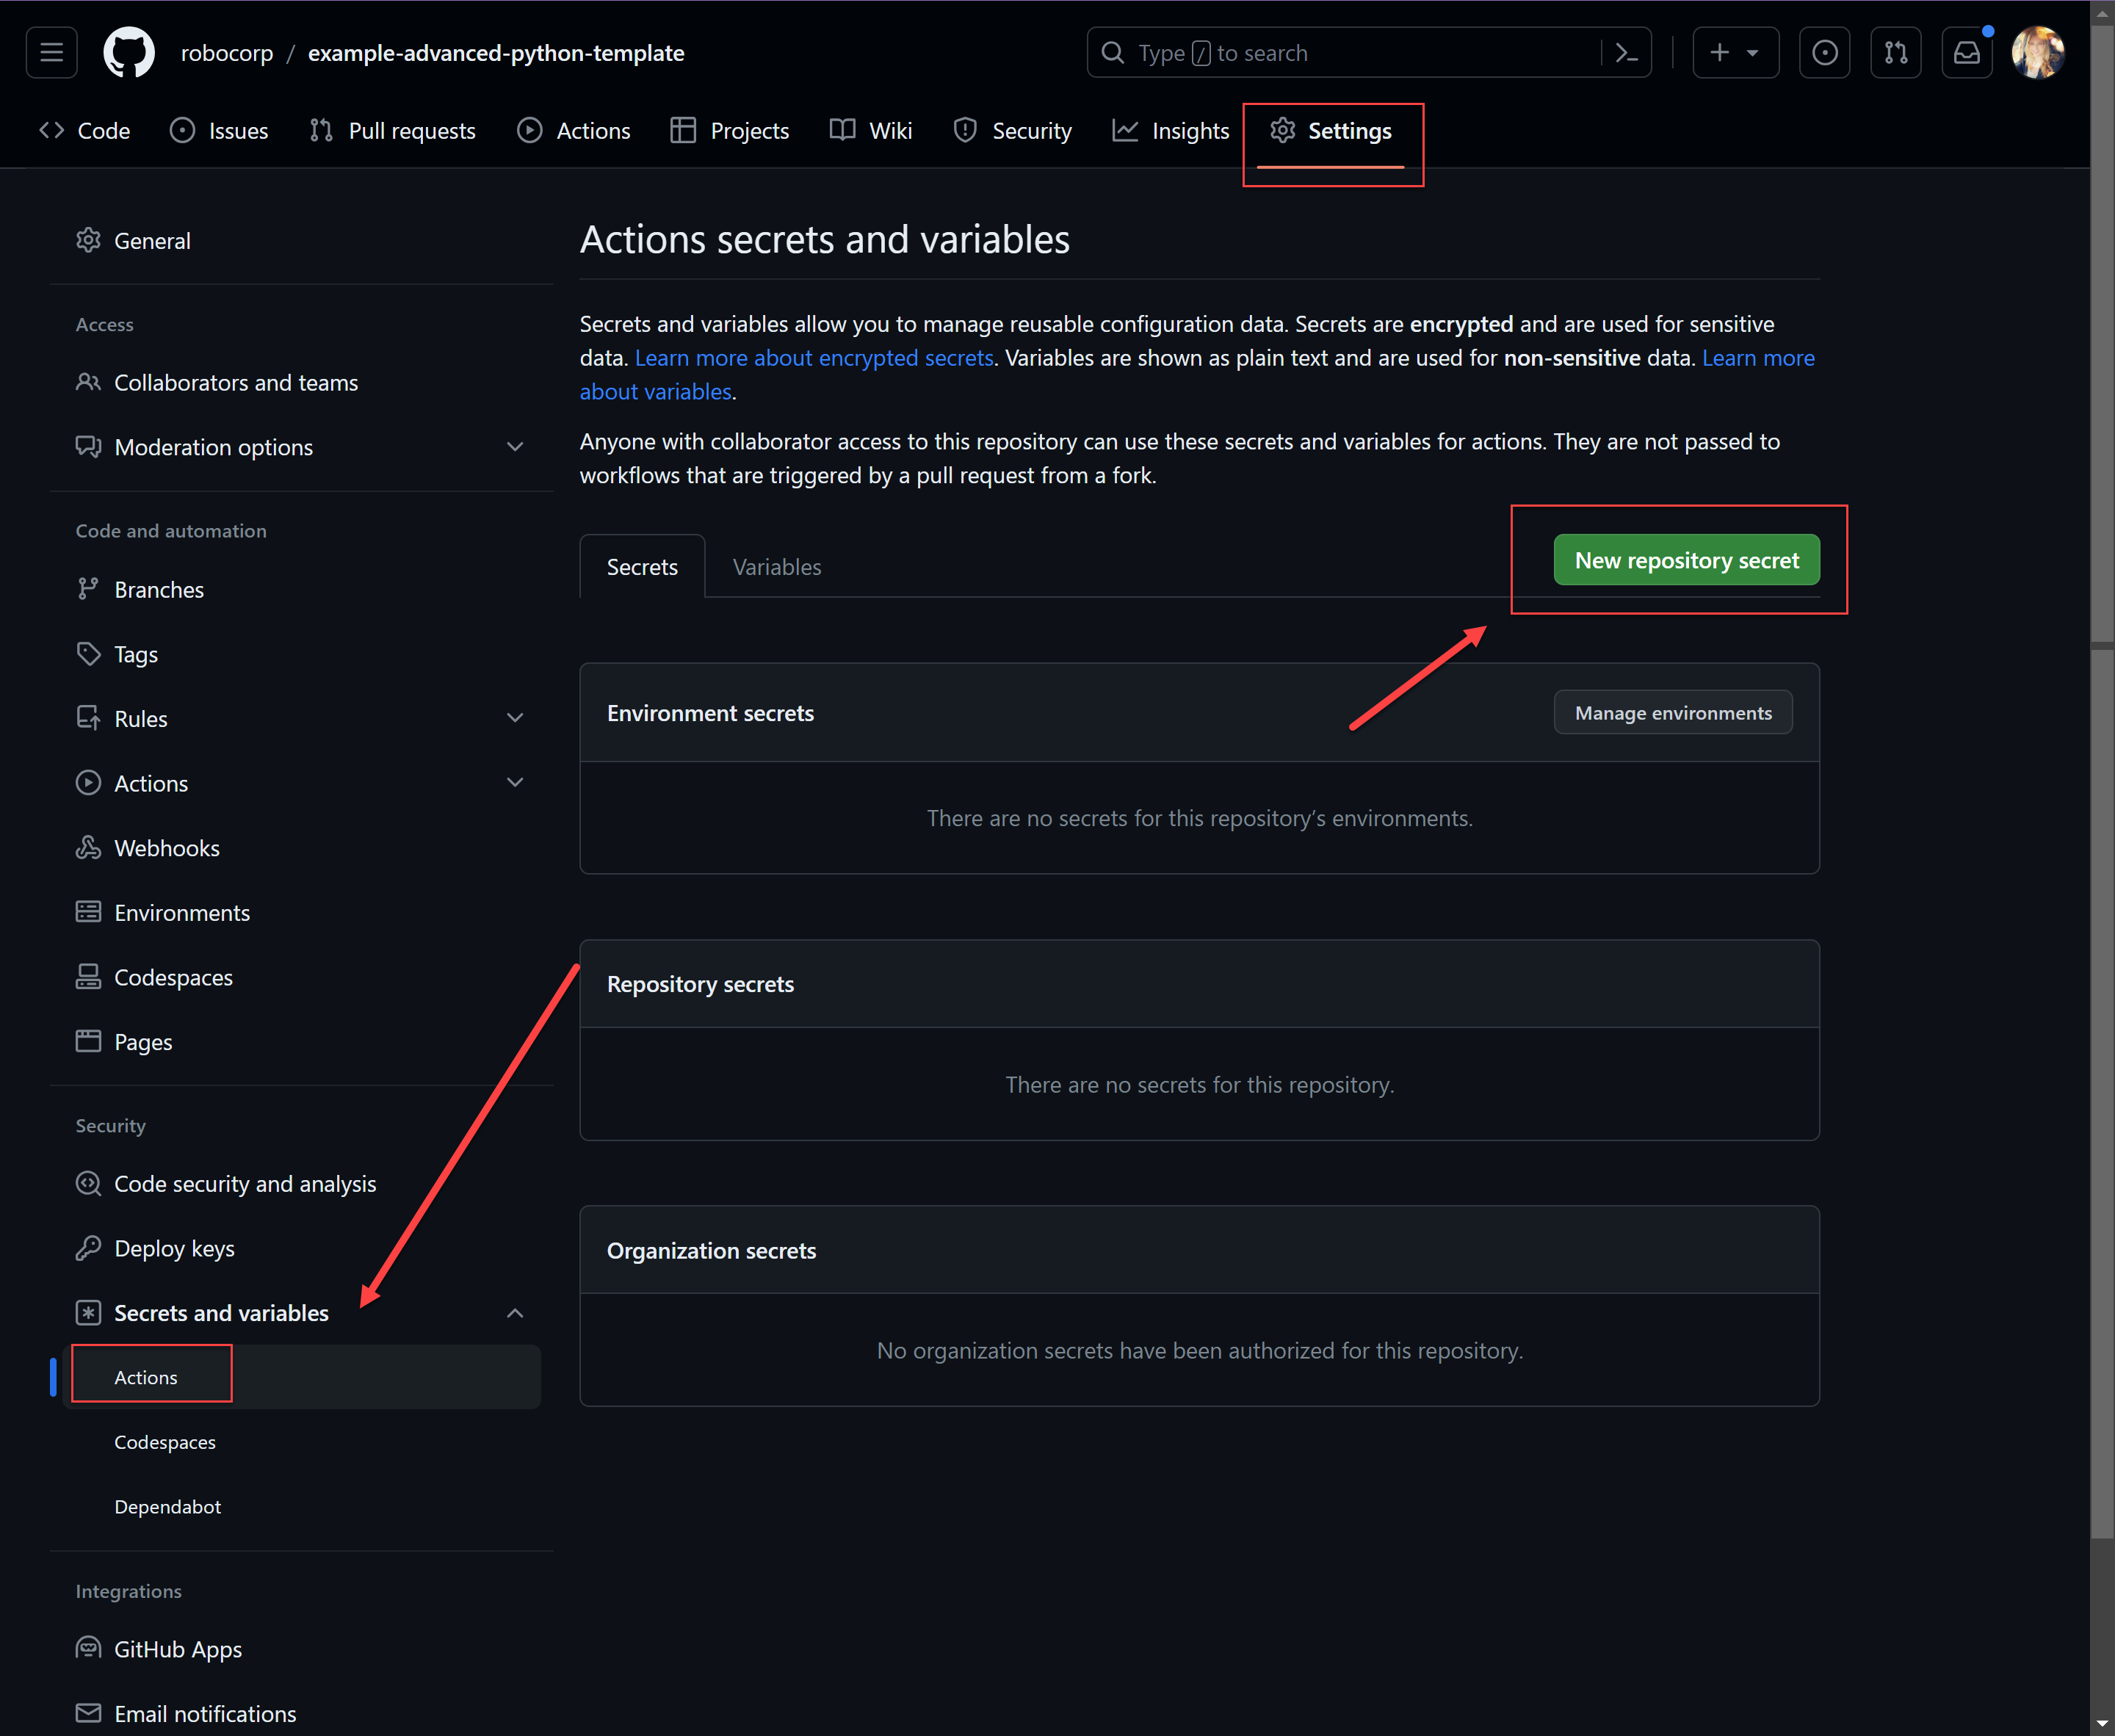 robocorp / example-advanced-python-template
Type / to search
Code Issues Pull requests Actions Projects Wiki Security Insights Settings
General
Access
Collaborators and teams
Moderation options
Code and automation
Branches
Tags
Rules
Actions
Webhooks
Environments
Codespaces
Pages
Security
Code security and analysis
Deploy keys
Secrets and variables
Actions
Codespaces
Dependabot
Integrations
GitHub Apps
Email notifications
Actions secrets and variables
Secrets and variables allow you to manage reusable configuration data. Secrets are encrypted and are used for sensitive
data. Learn more about encrypted secrets. Variables are shown as plain text and are used for non-sensitive data. Learn more
about variables.
Anyone with collaborator access to this repository can use these secrets and variables for actions. They are not passed to
workflows that are triggered by a pull request from a fork.
Secrets Variables New repository secret
Environment secrets Manage environments
There are no secrets for this repository’s environments.
Repository secrets
There are no secrets for this repository.
Organization secrets
No organization secrets have been authorized for this repository.